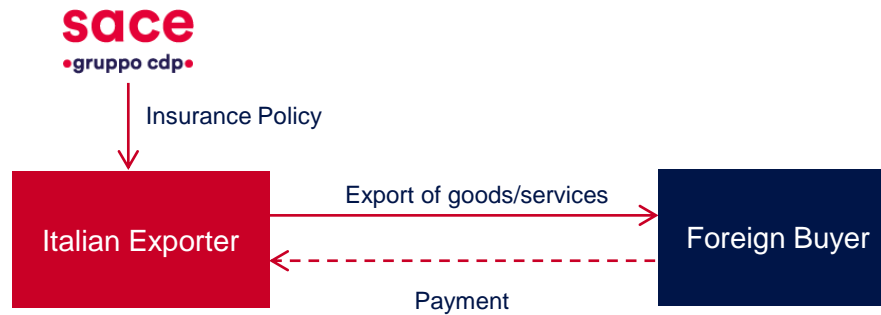 sace
•gruppo cdp•
Insurance Policy
Export of goods/services
Italian Exporter
Foreign Buyer
Payment